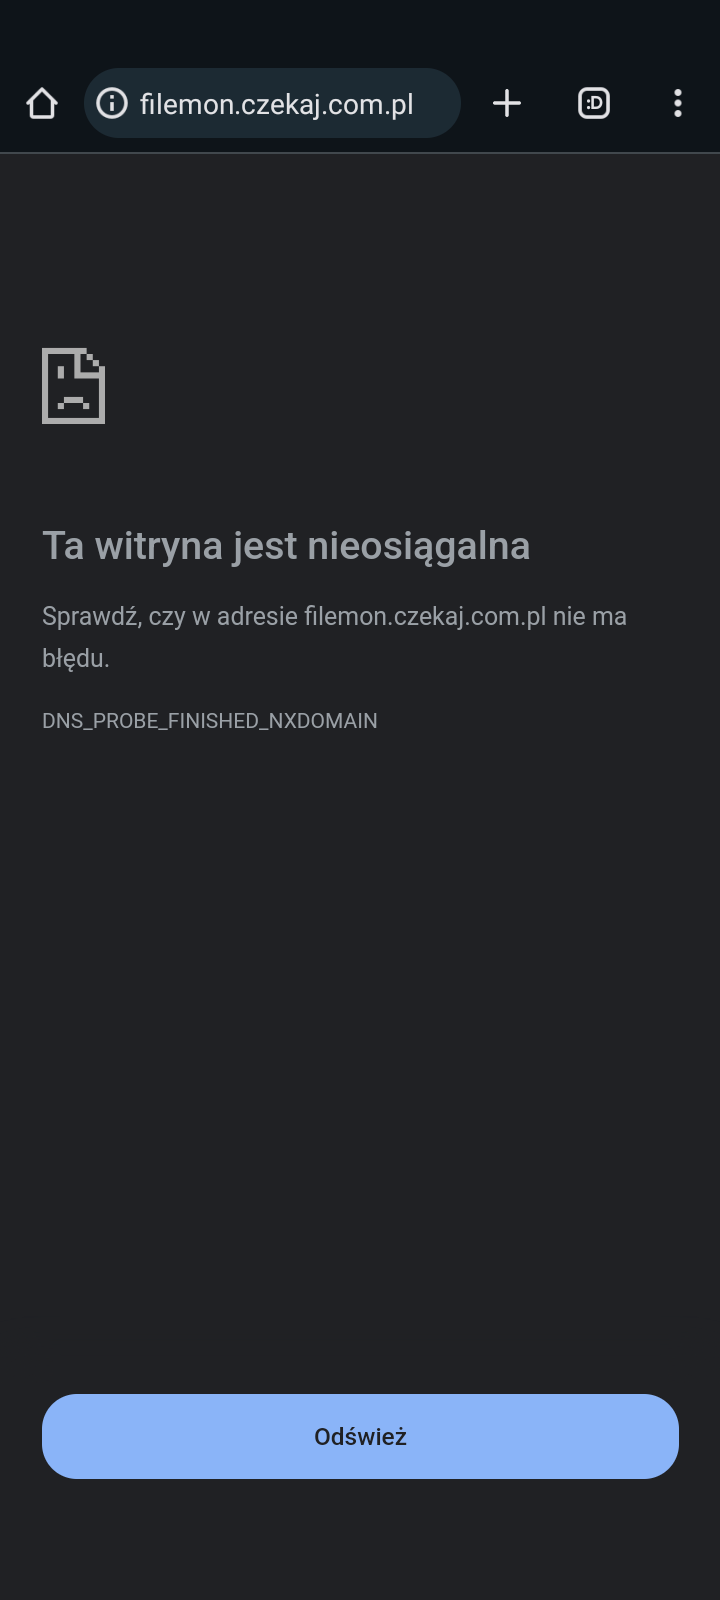 filemon.czekaj.com.pl
:D
Ta witryna jest nieosiągalna
Sprawdź, czy w adresie filemon.czekaj.com.pl nie ma
błędu.
DNS_PROBE_FINISHED_NXDOMAIN
Odśwież